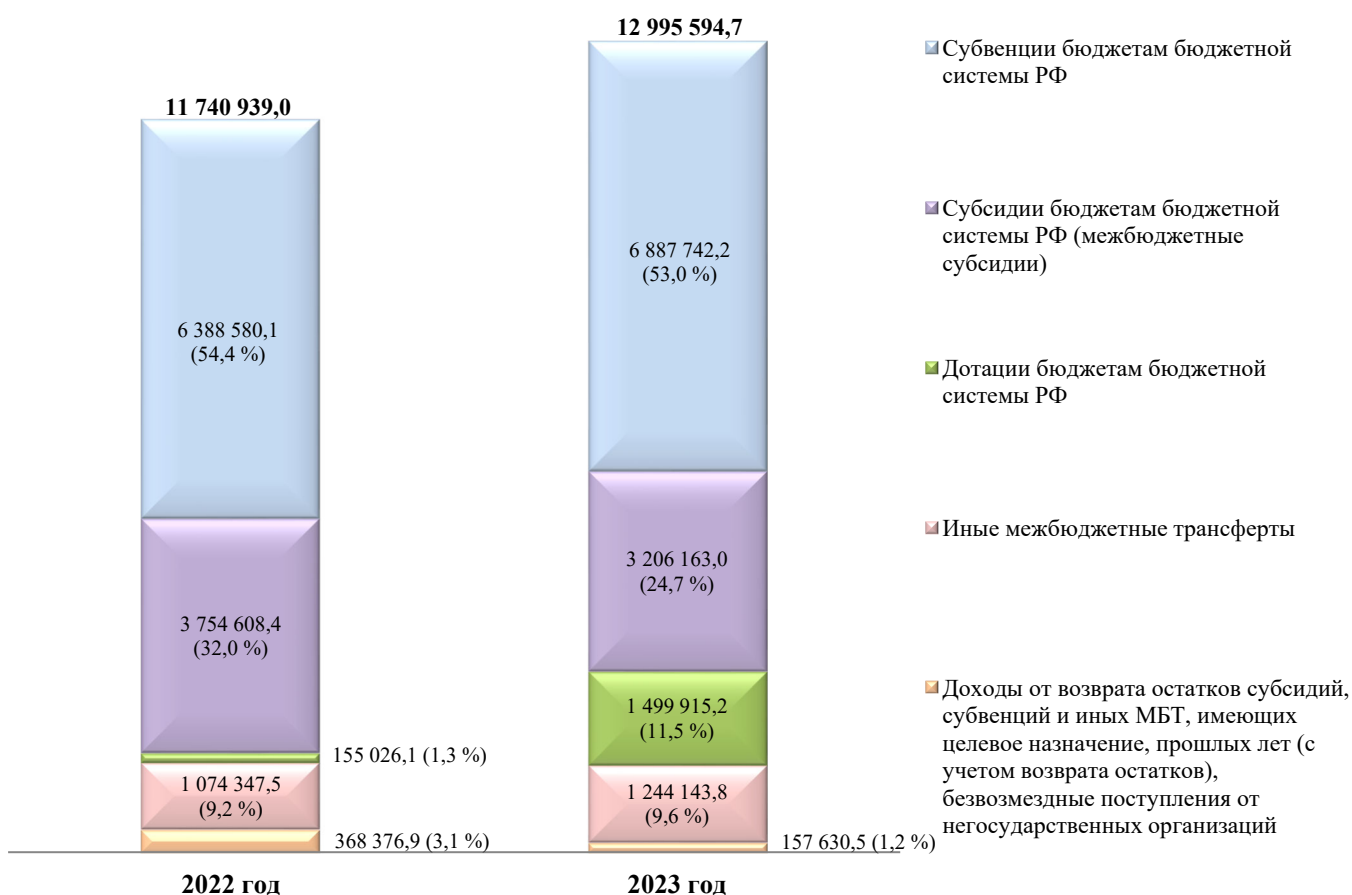 11 740 939,0
6 388 580,1
(54,4 %)
3 754 608,4
(32,0 %)
155 026,1 (1,3 %)
1 074 347,5
(9,2 %)
368 376,9 (3,1 %)
2022 год
12 995 594,7
6 887 742,2
(53,0 %)
3 206 163,0
(24,7 %)
1 499 915,2
(11,5 %)
1 244 143,8
(9,6 %)
157 630,5 (1,2 %)
2023 год
Субвенции бюджетам бюджетной
системы РФ
Субсидии бюджетам бюджетной
системы РФ (межбюджетные
субсидии)
Дотации бюджетам бюджетной
системы РФ
Иные межбюджетные трансферты
Доходы от возврата остатков субсидий,
субвенций и иных МБТ, имеющих
целевое назначение, прошлых лет (с
учетом возврата остатков),
безвозмездные поступления от
негосударственных организаций